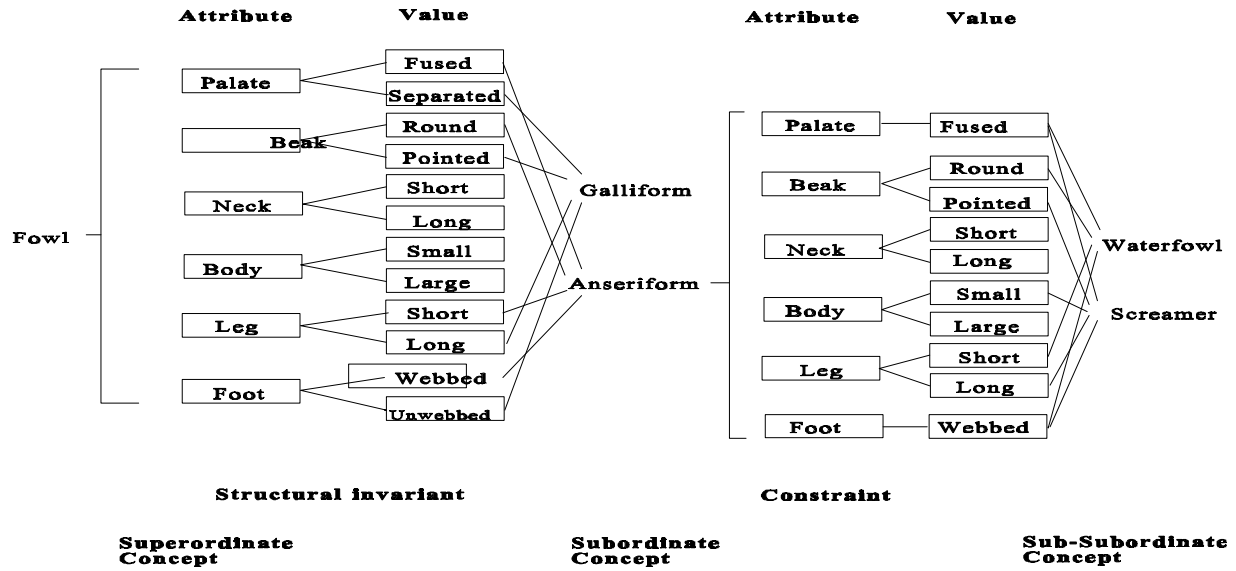 Attribute Value Attribute Value
Fused
Palate
Separated
Round
Palate Fused
Beak
Pointed
Round
Short
Galliform
Beak
Neck
Pointed
Long
Short
Fowl
Small
Neck
Waterfowl
Body
Long
Large
Anseriform
Small
Short
Body
Screamer
Leg
Large
Long
Short
Webbed
Leg
Foot
Long
Unwebbed
Foot Webbed
Structural invariant Constraint
Superordinate Subordinate Sub-Subordinate
Concept Concept Concept